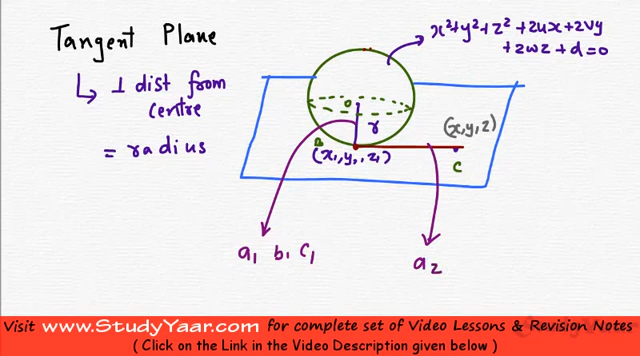 Tangent Plane
↳ ⊥ dist from
centre
= radius
x²+y²+z²+2ux+2vy
+2wz+d=0
O
r
(x,y,z)
B
(x₁,y₁,z₁)
C
a₁ b₁ c₁
a₂
Visit www.StudyYaar.com for complete set of Video Lessons & Revision Notes
( Click on the Link in the Video Description given below )